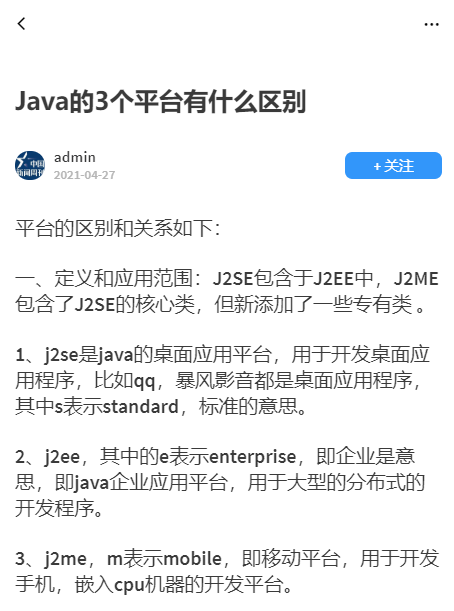 Java的3个平台有什么区别
中国
新闻周刊
admin
2021-04-27
+ 关注
平台的区别和关系如下：
一、定义和应用范围：J2SE包含于J2EE中，J2ME
包含了J2SE的核心类，但新添加了一些专有类 。
1、j2se是java的桌面应用平台，用于开发桌面应
用程序，比如qq，暴风影音都是桌面应用程序，
其中s表示standard，标准的意思。
2、j2ee，其中的e表示enterprise，即企业是意
思，即java企业应用平台，用于大型的分布式的
开发程序。
3、j2me，m表示mobile，即移动平台，用于开发
手机，嵌入cpu机器的开发平台。